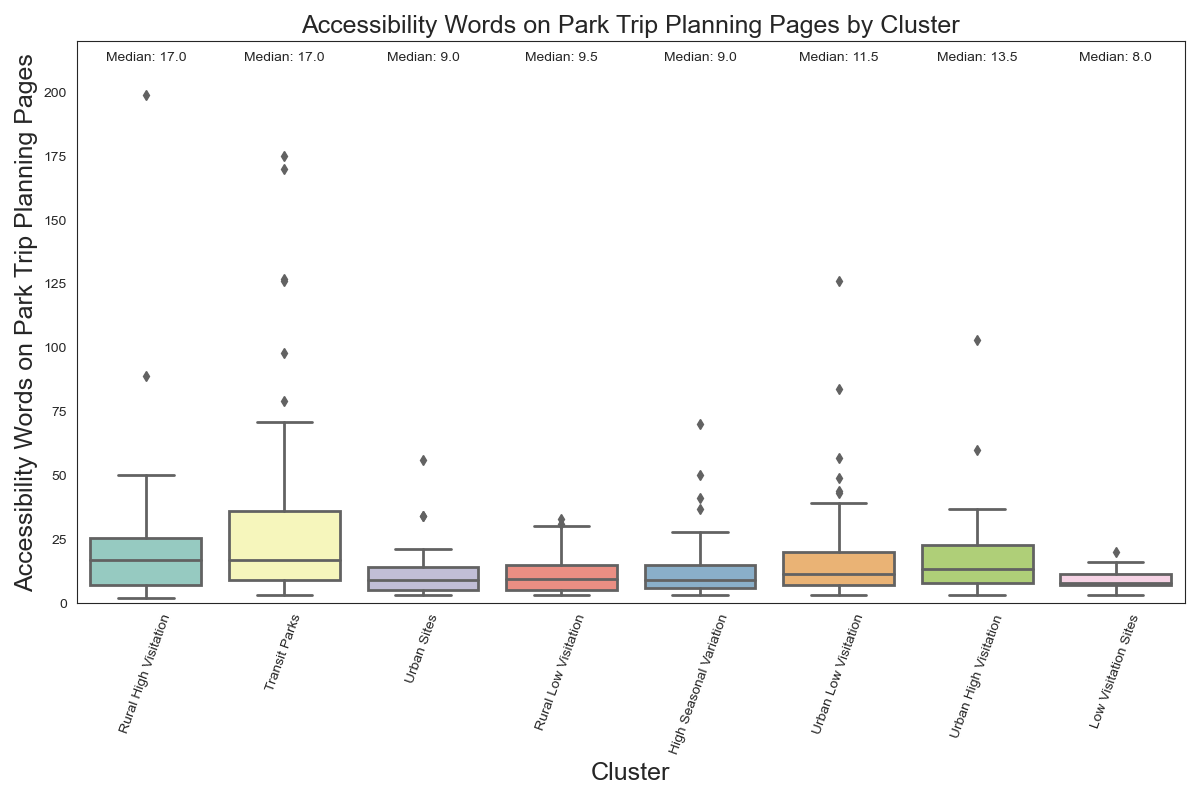 Accessibility Words on Park Trip Planning Pages by Cluster
Median: 17.0
Median: 17.0
Median: 9.0
Median: 9.5
Median: 9.0
Median: 11.5
Median: 13.5
Median: 8.0
Accessibility Words on Park Trip Planning Pages
200
175
150
125
100
75
50
25
0
Rural High Visitation
Transit Parks
Urban Sites
Rural Low Visitation
High Seasonal Variation
Urban Low Visitation
Urban High Visitation
Low Visitation Sites
Cluster